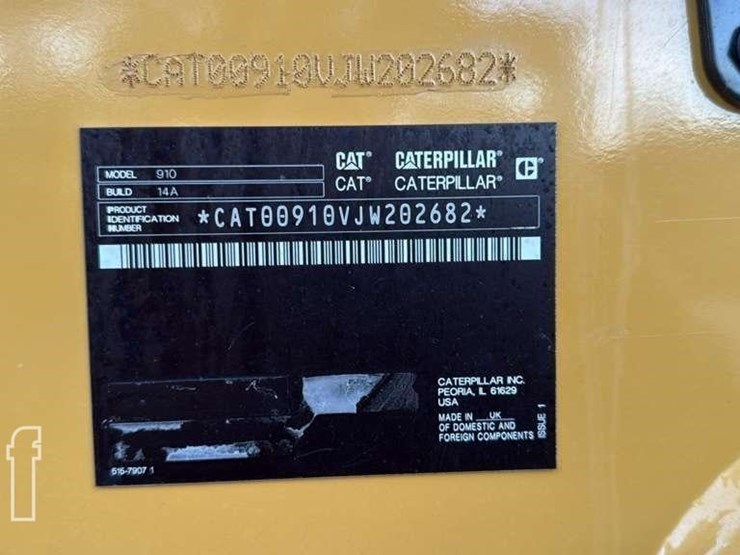 *CAT00910VJW202682*
MODEL 910
BUILD 14A
CAT® CATERPILLAR®
CAT® CATERPILLAR®
C®
PRODUCT
IDENTIFICATION
NUMBER
*CAT00910VJW202682*
CATERPILLAR INC.
PEORIA, IL 61629
USA
MADE IN UK
OF DOMESTIC AND
FOREIGN COMPONENTS
ISSUE 1
515-7907 1
f